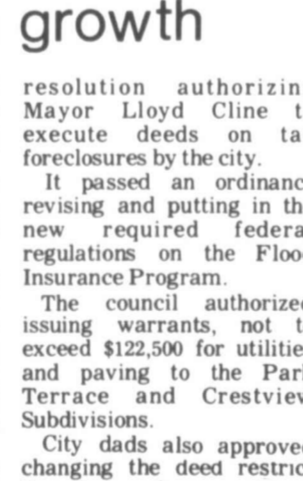 growth
resolution authorizin
Mayor Lloyd Cline t
execute deeds on ta
foreclosures by the city.
It passed an ordinanc
revising and putting in th
new required federa
regulations on the Floo
Insurance Program.
The council authorize
issuing warrants, not t
exceed $122,500 for utilitie
and paving to the Par
Terrace and Crestview
Subdivisions.
City dads also approve
changing the deed restric